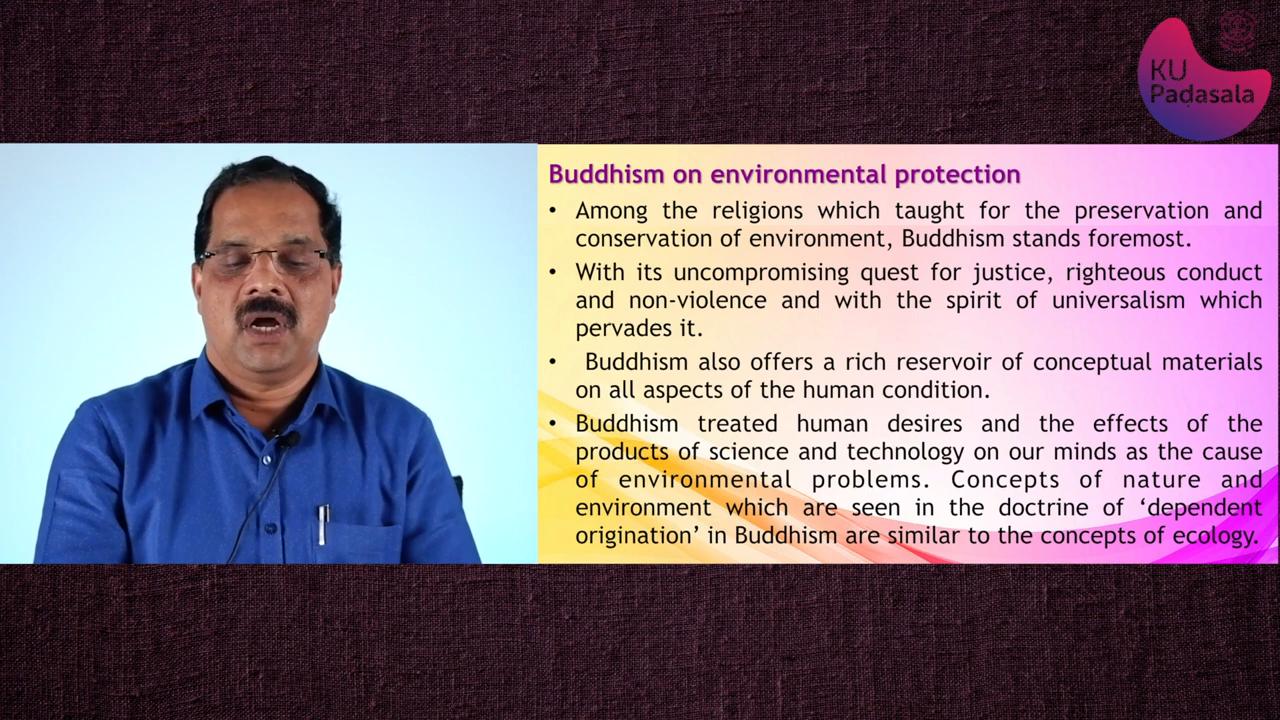 KU
Padasala
Buddhism on environmental protection
• Among the religions which taught for the preservation and
conservation of environment, Buddhism stands foremost.
• With its uncompromising quest for justice, righteous conduct
and non-violence and with the spirit of universalism which
pervades it.
• Buddhism also offers a rich reservoir of conceptual materials
on all aspects of the human condition.
• Buddhism treated human desires and the effects of the
products of science and technology on our minds as the cause
of environmental problems. Concepts of nature and
environment which are seen in the doctrine of ‘dependent
origination’ in Buddhism are similar to the concepts of ecology.